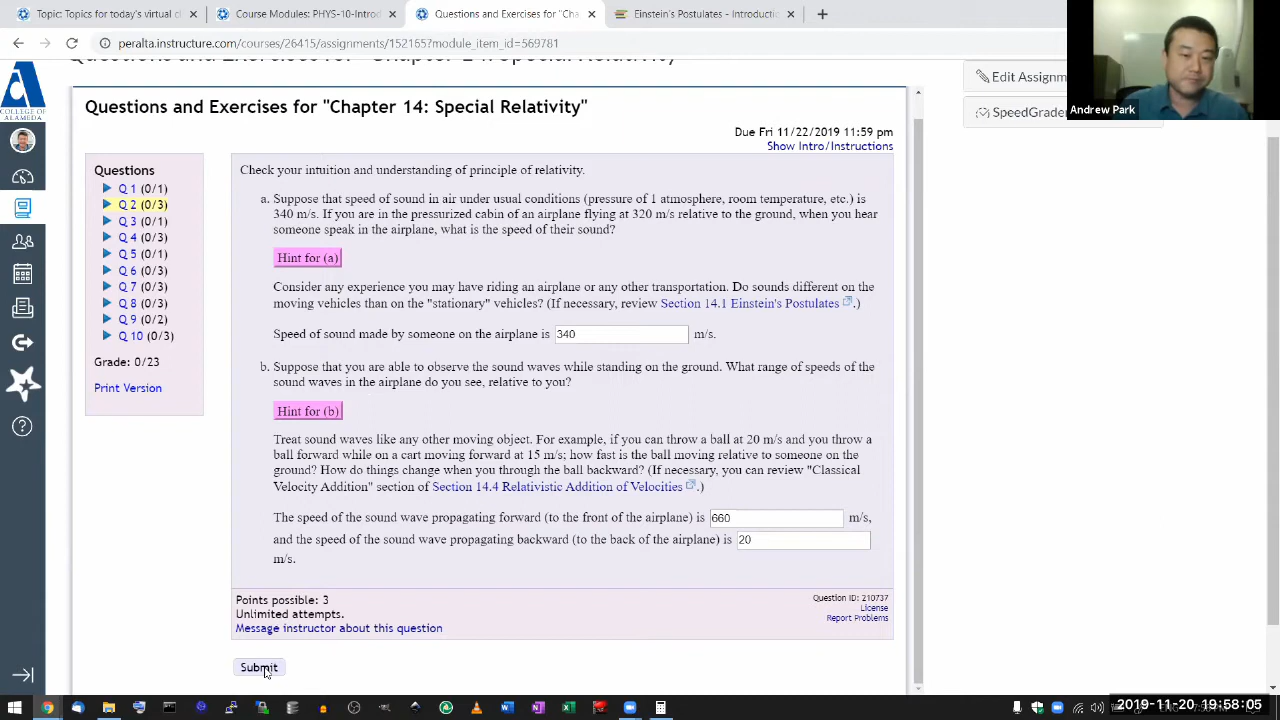 Topic: Topics for today's virtual c
Course Modules: PHYS-10-Introd
Questions and Exercises for "Cha
Einstein's Postulates - Introductio
peralta.instructure.com/courses/26415/assignments/152165?module_item_id=569781
Andrew Park
Edit Assignm
SpeedGrader
COLLEGE OF
ALAMEDA
Questions and Exercises for "Chapter 14: Special Relativity"
Questions and Exercises for "Chapter 14: Special Relativity"
Due Fri 11/22/2019 11:59 pm
Show Intro/Instructions
Questions
Q 1 (0/1)
Q 2 (0/3)
Q 3 (0/1)
Q 4 (0/3)
Q 5 (0/1)
Q 6 (0/3)
Q 7 (0/3)
Q 8 (0/3)
Q 9 (0/2)
Q 10 (0/3)
Grade: 0/23
Print Version
Check your intuition and understanding of principle of relativity.
a. Suppose that speed of sound in air under usual conditions (pressure of 1 atmosphere, room temperature, etc.) is
340 m/s. If you are in the pressurized cabin of an airplane flying at 320 m/s relative to the ground, when you hear
someone speak in the airplane, what is the speed of their sound?
Hint for (a)
Consider any experience you may have riding an airplane or any other transportation. Do sounds different on the
moving vehicles than on the "stationary" vehicles? (If necessary, review Section 14.1 Einstein's Postulates .)
Speed of sound made by someone on the airplane is 340 m/s.
b. Suppose that you are able to observe the sound waves while standing on the ground. What range of speeds of the
sound waves in the airplane do you see, relative to you?
Hint for (b)
Treat sound waves like any other moving object. For example, if you can throw a ball at 20 m/s and you throw a
ball forward while on a cart moving forward at 15 m/s; how fast is the ball moving relative to someone on the
ground? How do things change when you through the ball backward? (If necessary, you can review "Classical
Velocity Addition" section of Section 14.4 Relativistic Addition of Velocities .)
The speed of the sound wave propagating forward (to the front of the airplane) is 660 m/s,
and the speed of the sound wave propagating backward (to the back of the airplane) is 20
m/s.
Points possible: 3
Unlimited attempts.
Message instructor about this question
Question ID: 210737
License
Report Problems
Submit
2019-11-20 19:58:05